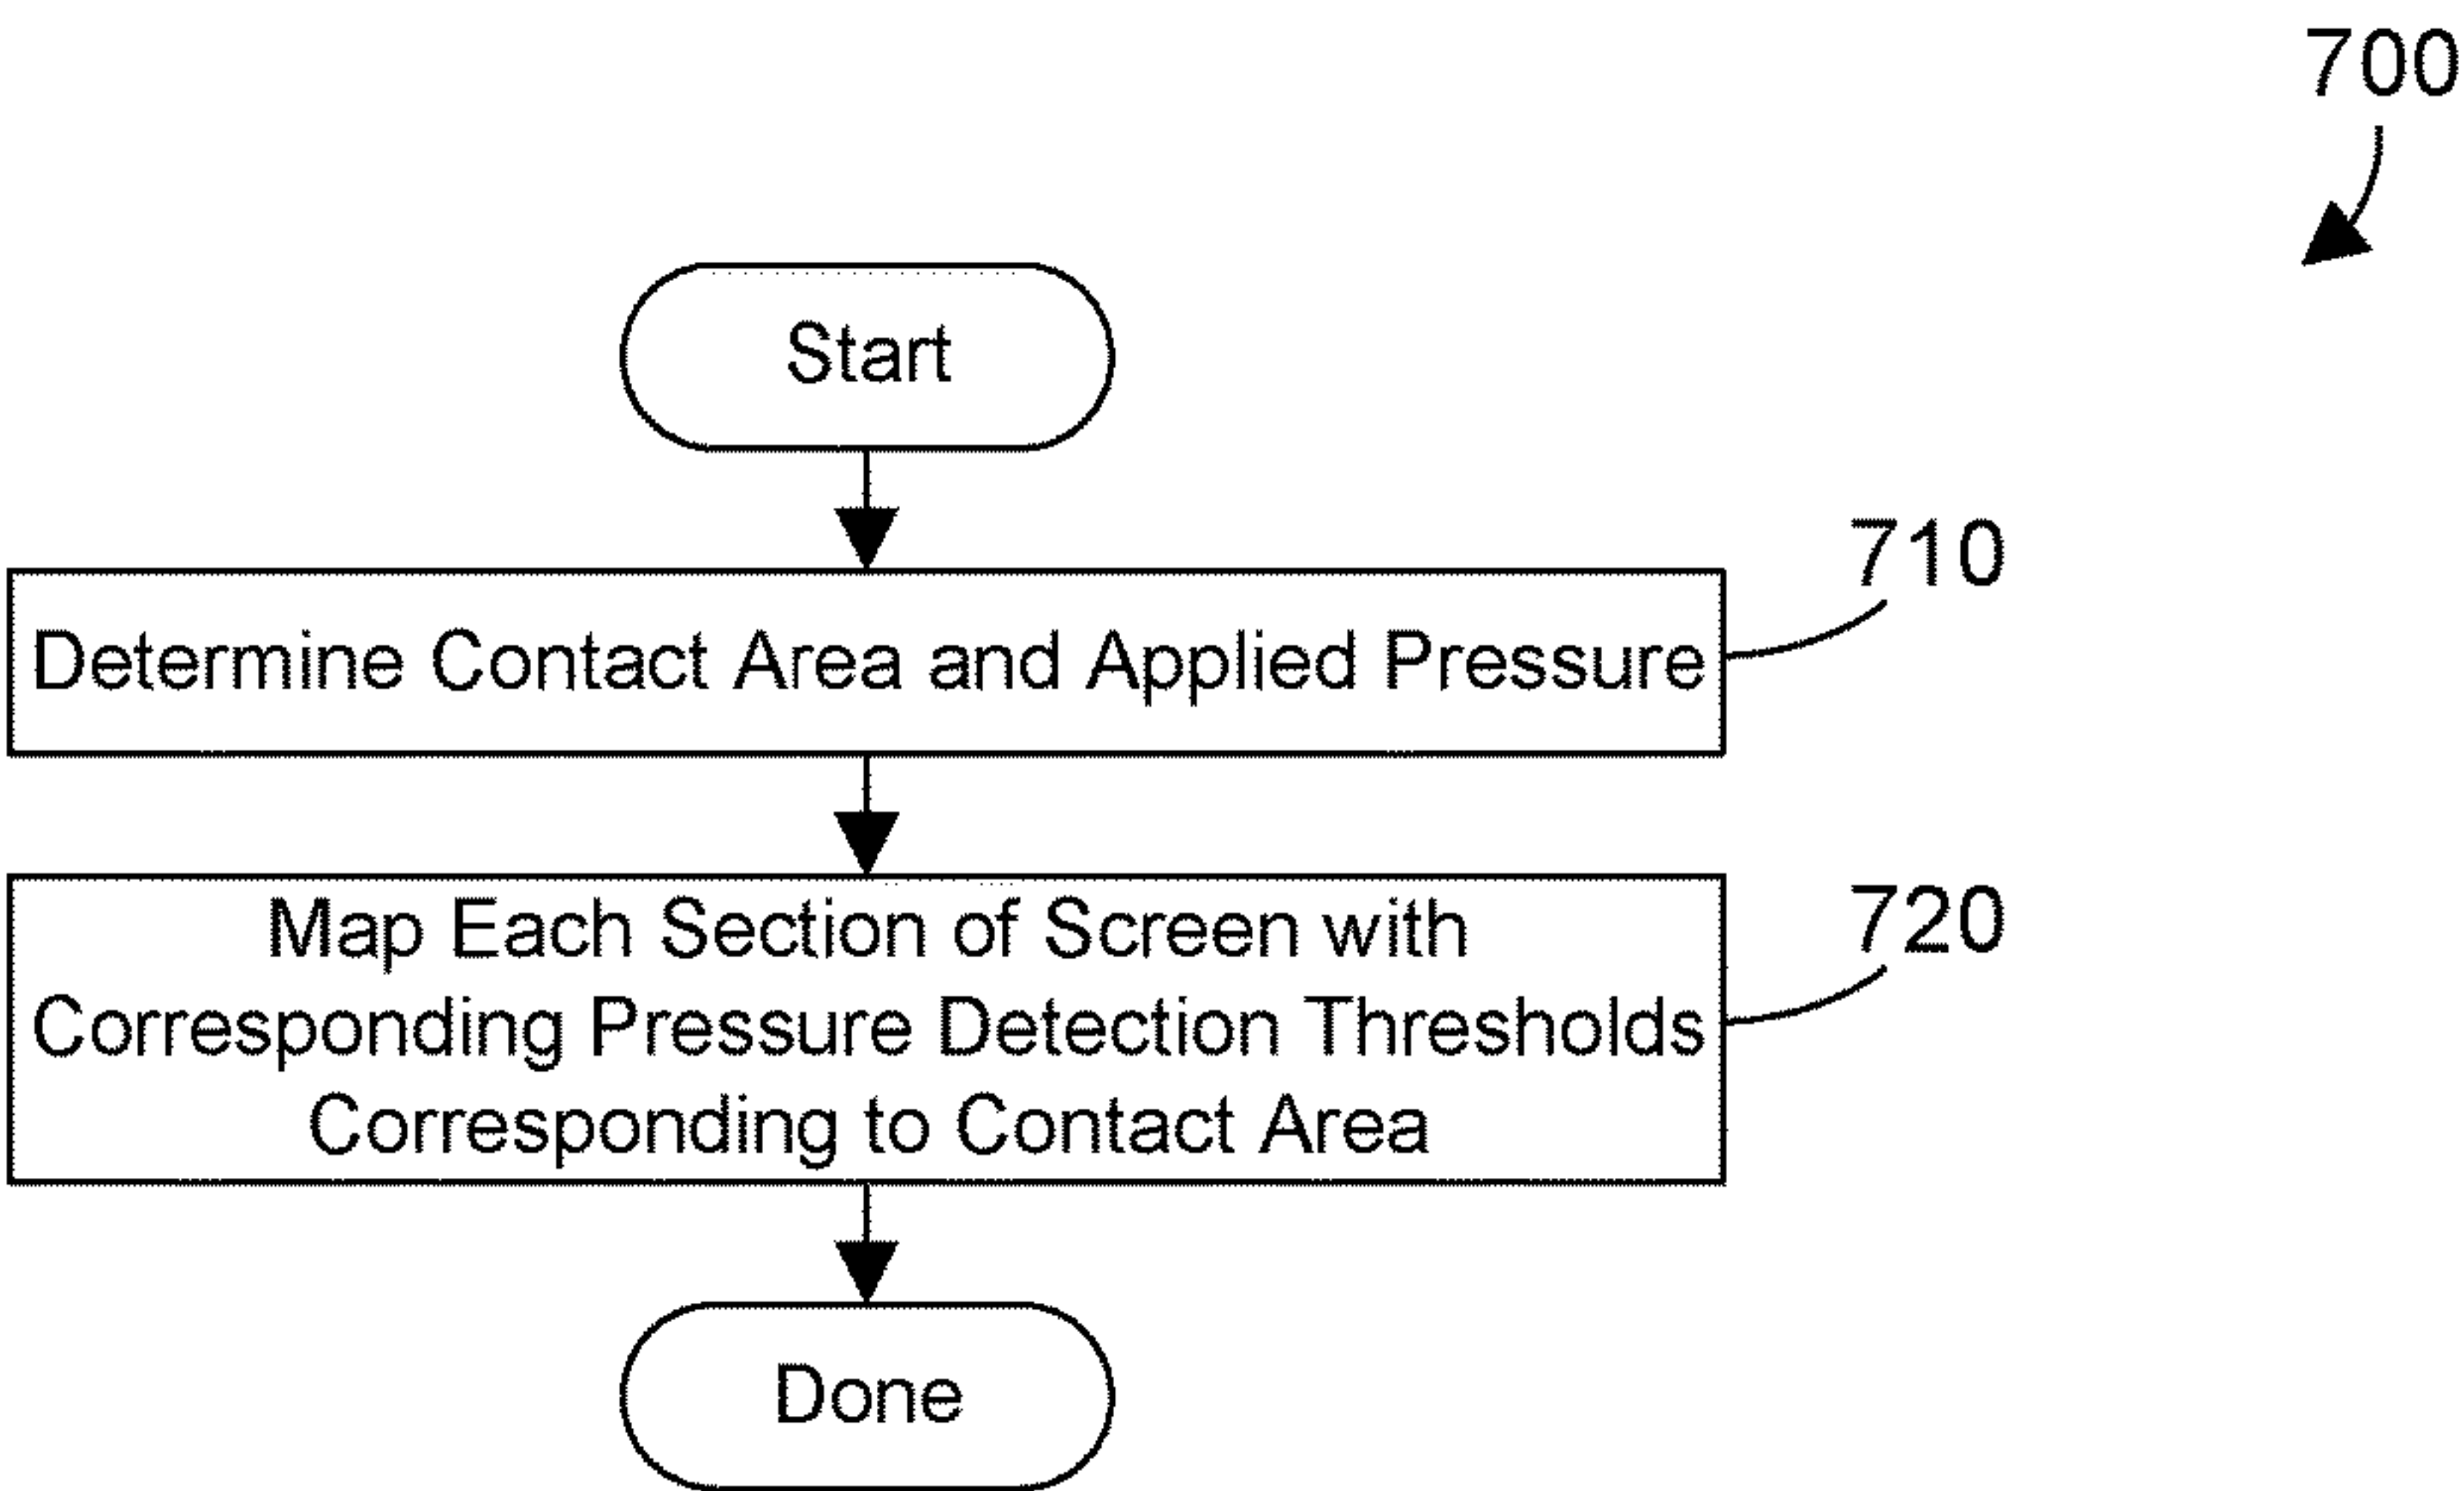 700
Start
710
Determine Contact Area and Applied Pressure
720
Map Each Section of Screen with
Corresponding Pressure Detection Thresholds
Corresponding to Contact Area
Done